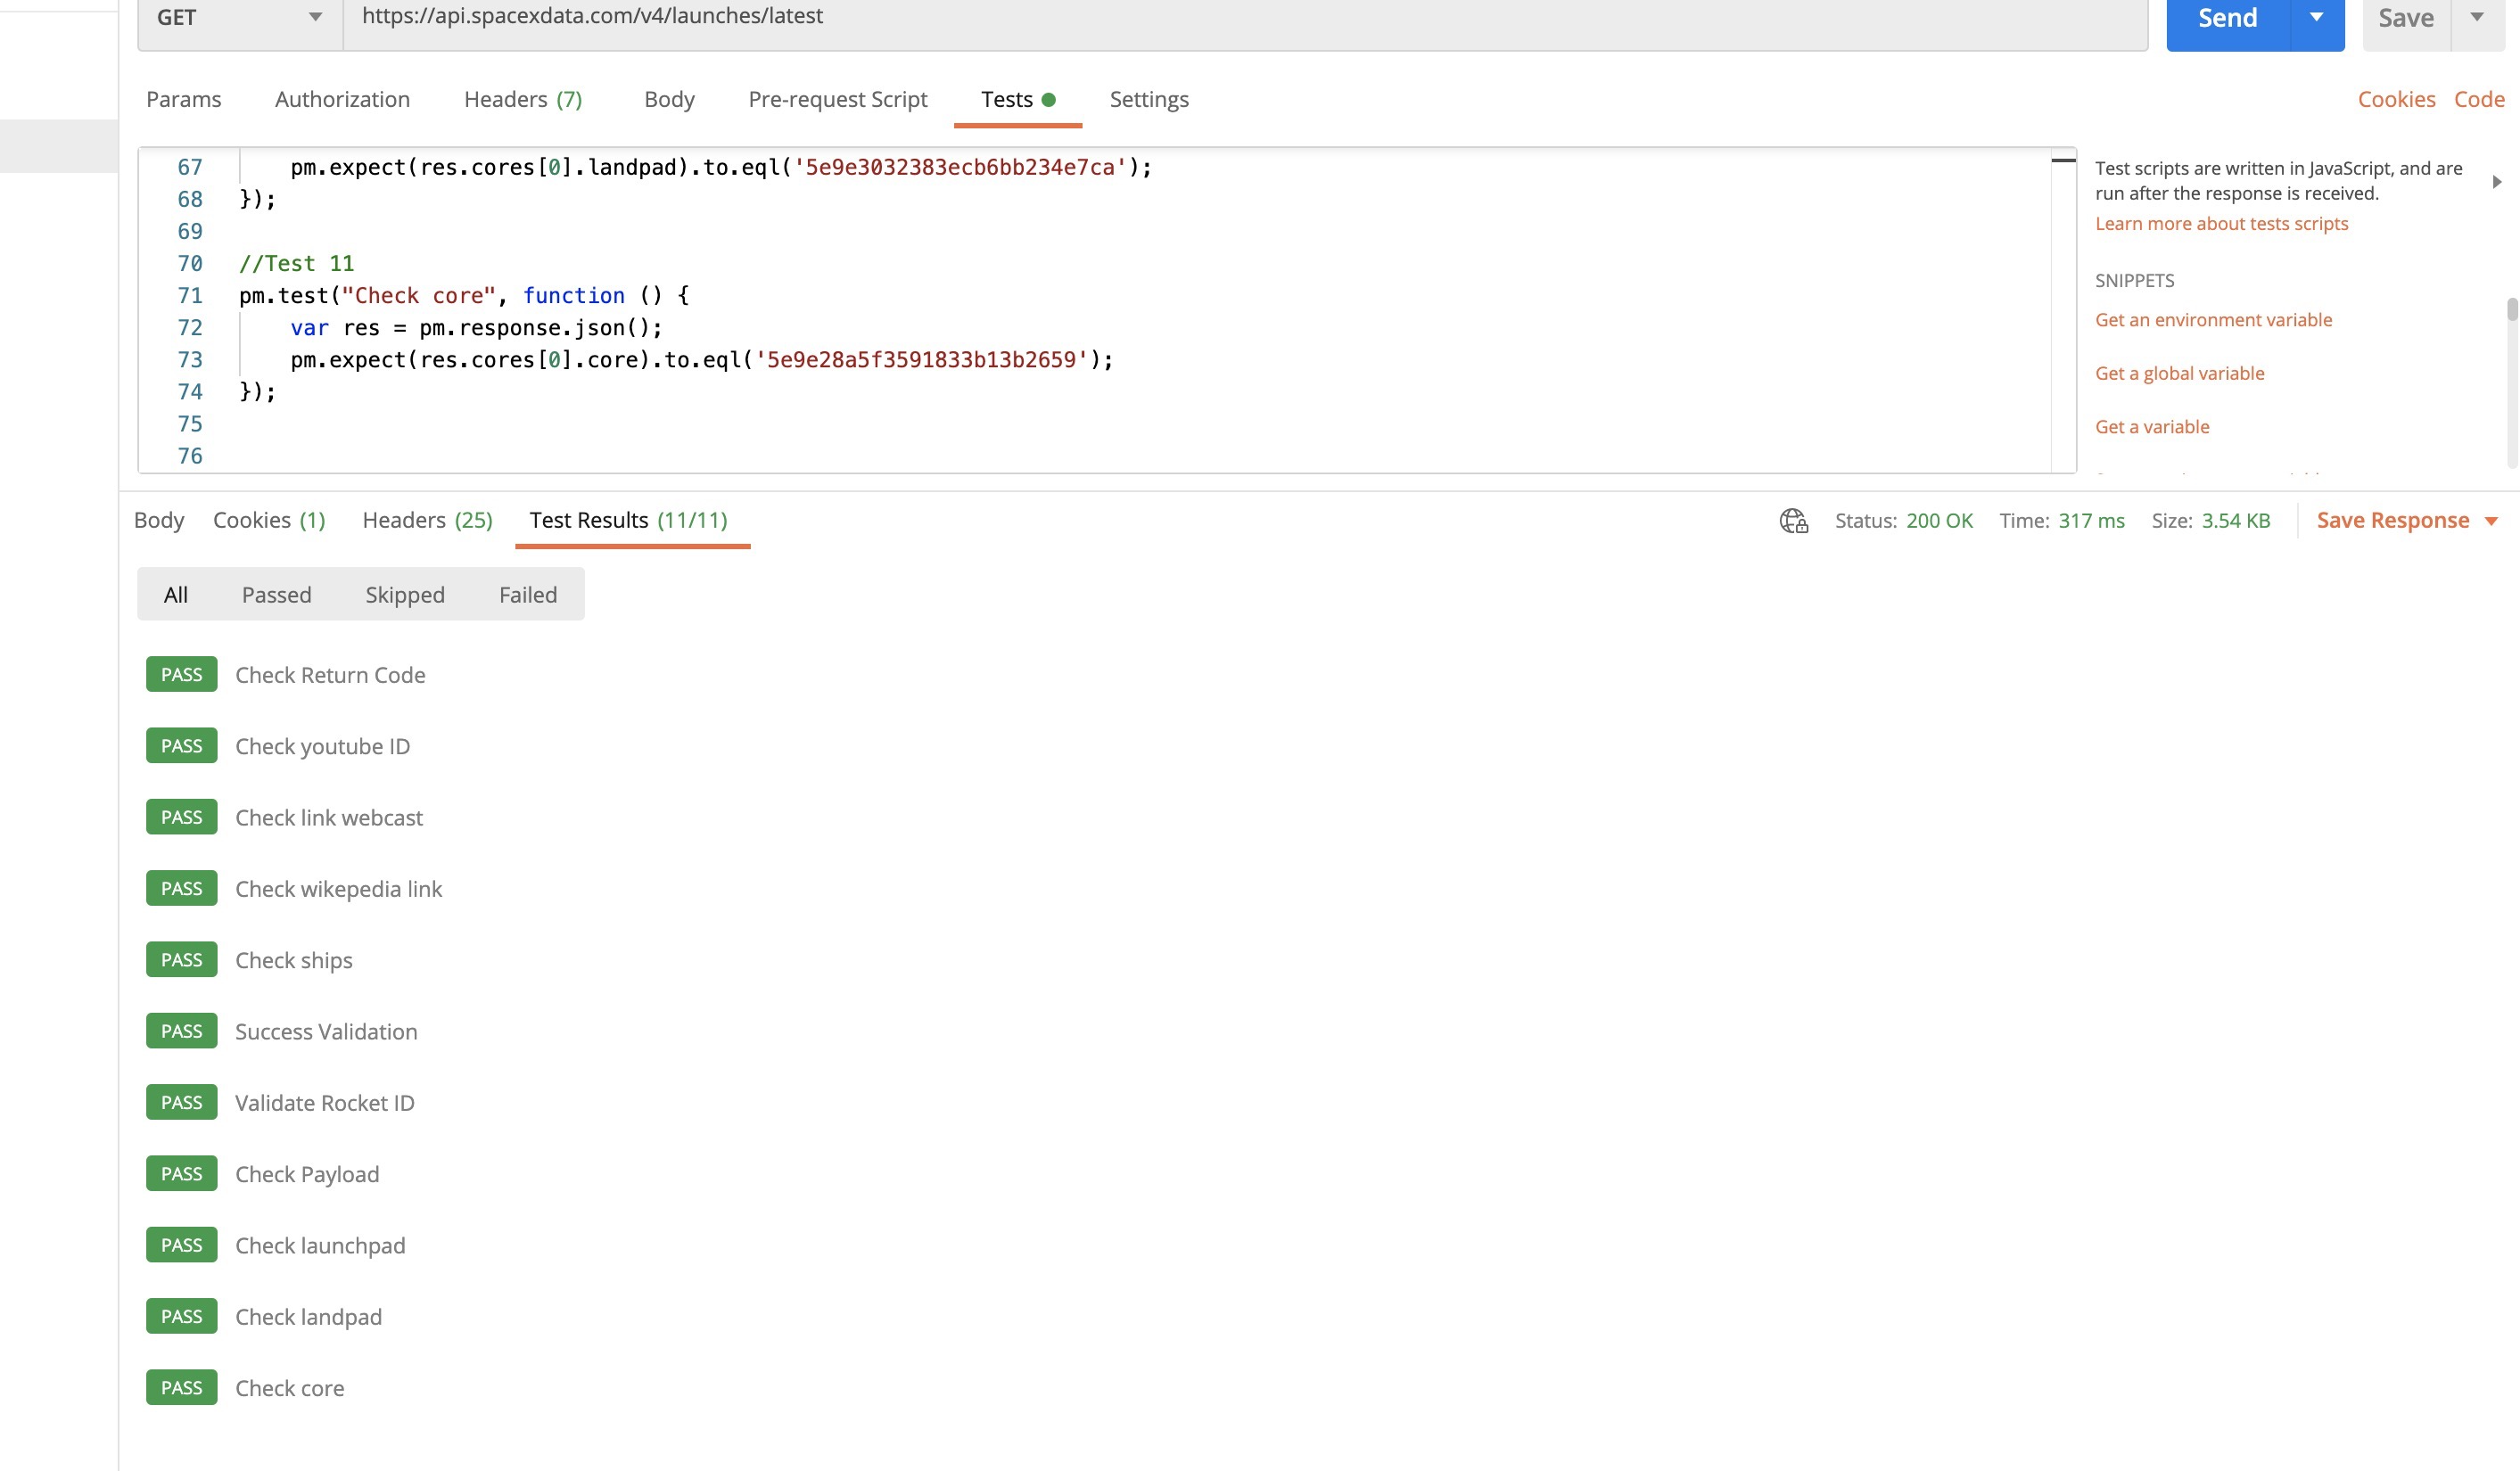 GET https://api.spacexdata.com/v4/launches/latest Send Save
Params Authorization Headers (7) Body Pre-request Script Tests Settings Cookies Code
67 pm.expect(res.cores[0].landpad).to.eql('5e9e3032383ecb6bb234e7ca');
68 });
69
70 //Test 11
71 pm.test("Check core", function () {
72 var res = pm.response.json();
73 pm.expect(res.cores[0].core).to.eql('5e9e28a5f3591833b13b2659');
74 });
75
76
Test scripts are written in JavaScript, and are
run after the response is received.
Learn more about tests scripts
SNIPPETS
Get an environment variable
Get a global variable
Get a variable
Body Cookies (1) Headers (25) Test Results (11/11) Status: 200 OK Time: 317 ms Size: 3.54 KB Save Response
All Passed Skipped Failed
PASS Check Return Code
PASS Check youtube ID
PASS Check link webcast
PASS Check wikepedia link
PASS Check ships
PASS Success Validation
PASS Validate Rocket ID
PASS Check Payload
PASS Check launchpad
PASS Check landpad
PASS Check core